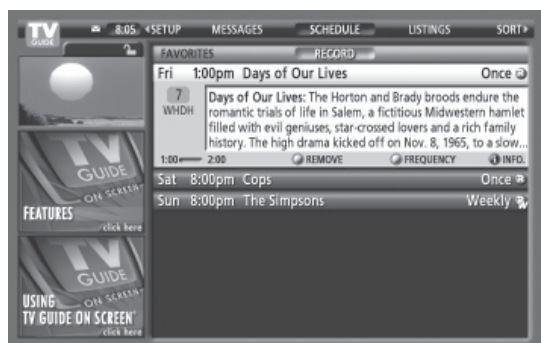 TV
GUIDE
8:05 SETUP MESSAGES SCHEDULE LISTINGS SORT
FAVORITES RECORD
Fri 1:00pm Days of Our Lives Once
7
WHDH
Days of Our Lives: The Horton and Brady broods endure the
romantic trials of life in Salem, a fictitious Midwestern hamlet
filled with evil geniuses, star-crossed lovers and a rich family
history. The high drama kicked off on Nov. 8, 1965, to a slow...
1:00 2:00 REMOVE FREQUENCY INFO.
Sat 8:00pm Cops Once
Sun 8:00pm The Simpsons Weekly
TV
GUIDE
ON SCREEN
FEATURES
click here
TV
GUIDE
ON SCREEN
USING
TV GUIDE ON SCREEN
click here